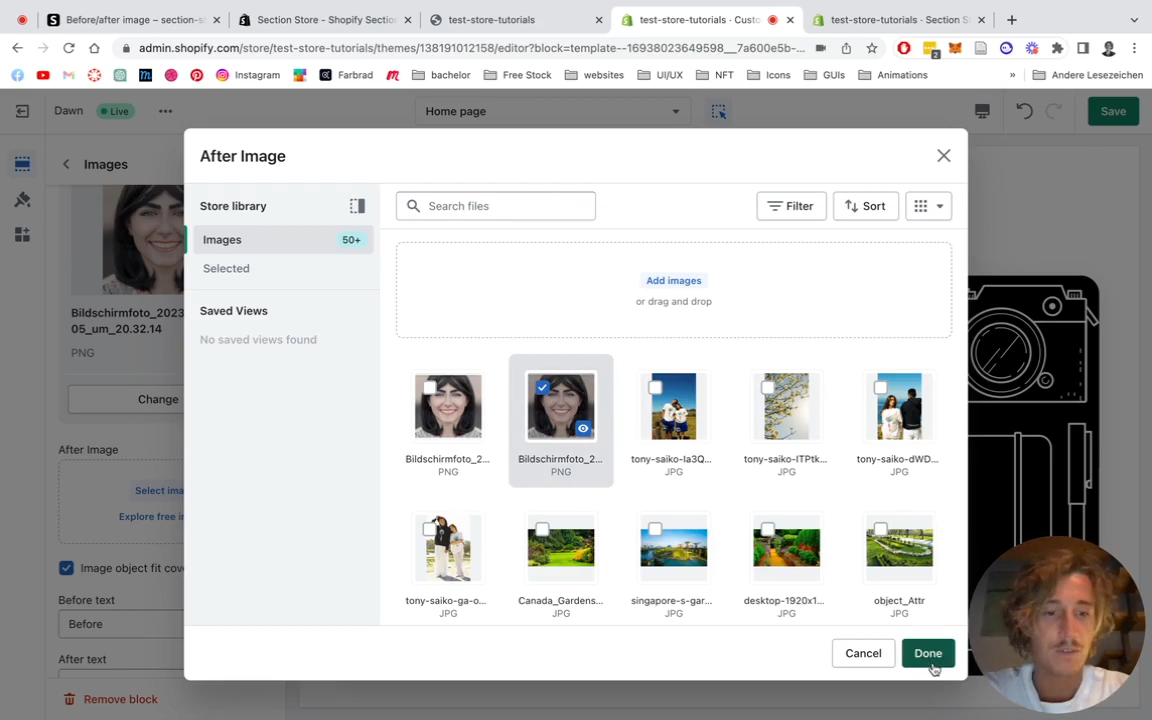 Before/after image – section-s
Section Store - Shopify Section
test-store-tutorials
test-store-tutorials · Custo
test-store-tutorials · Section S
admin.shopify.com/store/test-store-tutorials/themes/138191012158/editor?block=template--16938023649598__7a600e5b-...
2
Instagram
Farbrad
bachelor
Free Stock
websites
UI/UX
NFT
Icons
GUIs
Animations
»
Andere Lesezeichen
Dawn
Live
Home page
Save
Images
Bildschirmfoto_2023
05_um_20.32.14
PNG
Change
After Image
Select ima
Explore free i
Image object fit cov
Before text
Before
After text
Remove block
After Image
Store library
Images
50+
Selected
Saved Views
No saved views found
Search files
Filter
Sort
Add images
or drag and drop
Bildschirmfoto_2...
PNG
Bildschirmfoto_2...
PNG
tony-saiko-la3Q...
JPG
tony-saiko-ITPtk...
JPG
tony-saiko-dWD...
JPG
tony-saiko-ga-o...
JPG
Canada_Gardens...
JPG
singapore-s-gar...
JPG
desktop-1920x1...
JPG
object_Attr
JPG
Cancel
Done